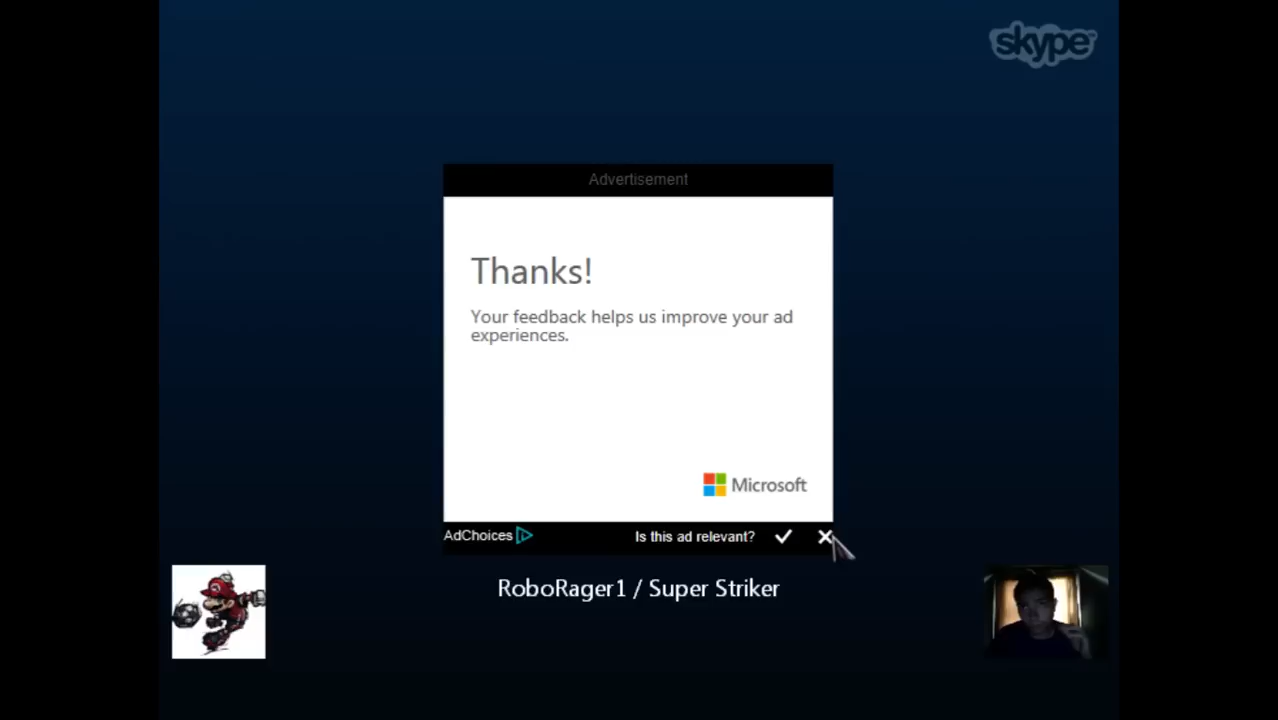 skype
Advertisement
Thanks!
Your feedback helps us improve your ad
experiences.
Microsoft
AdChoices
Is this ad relevant?
RoboRager1 / Super Striker